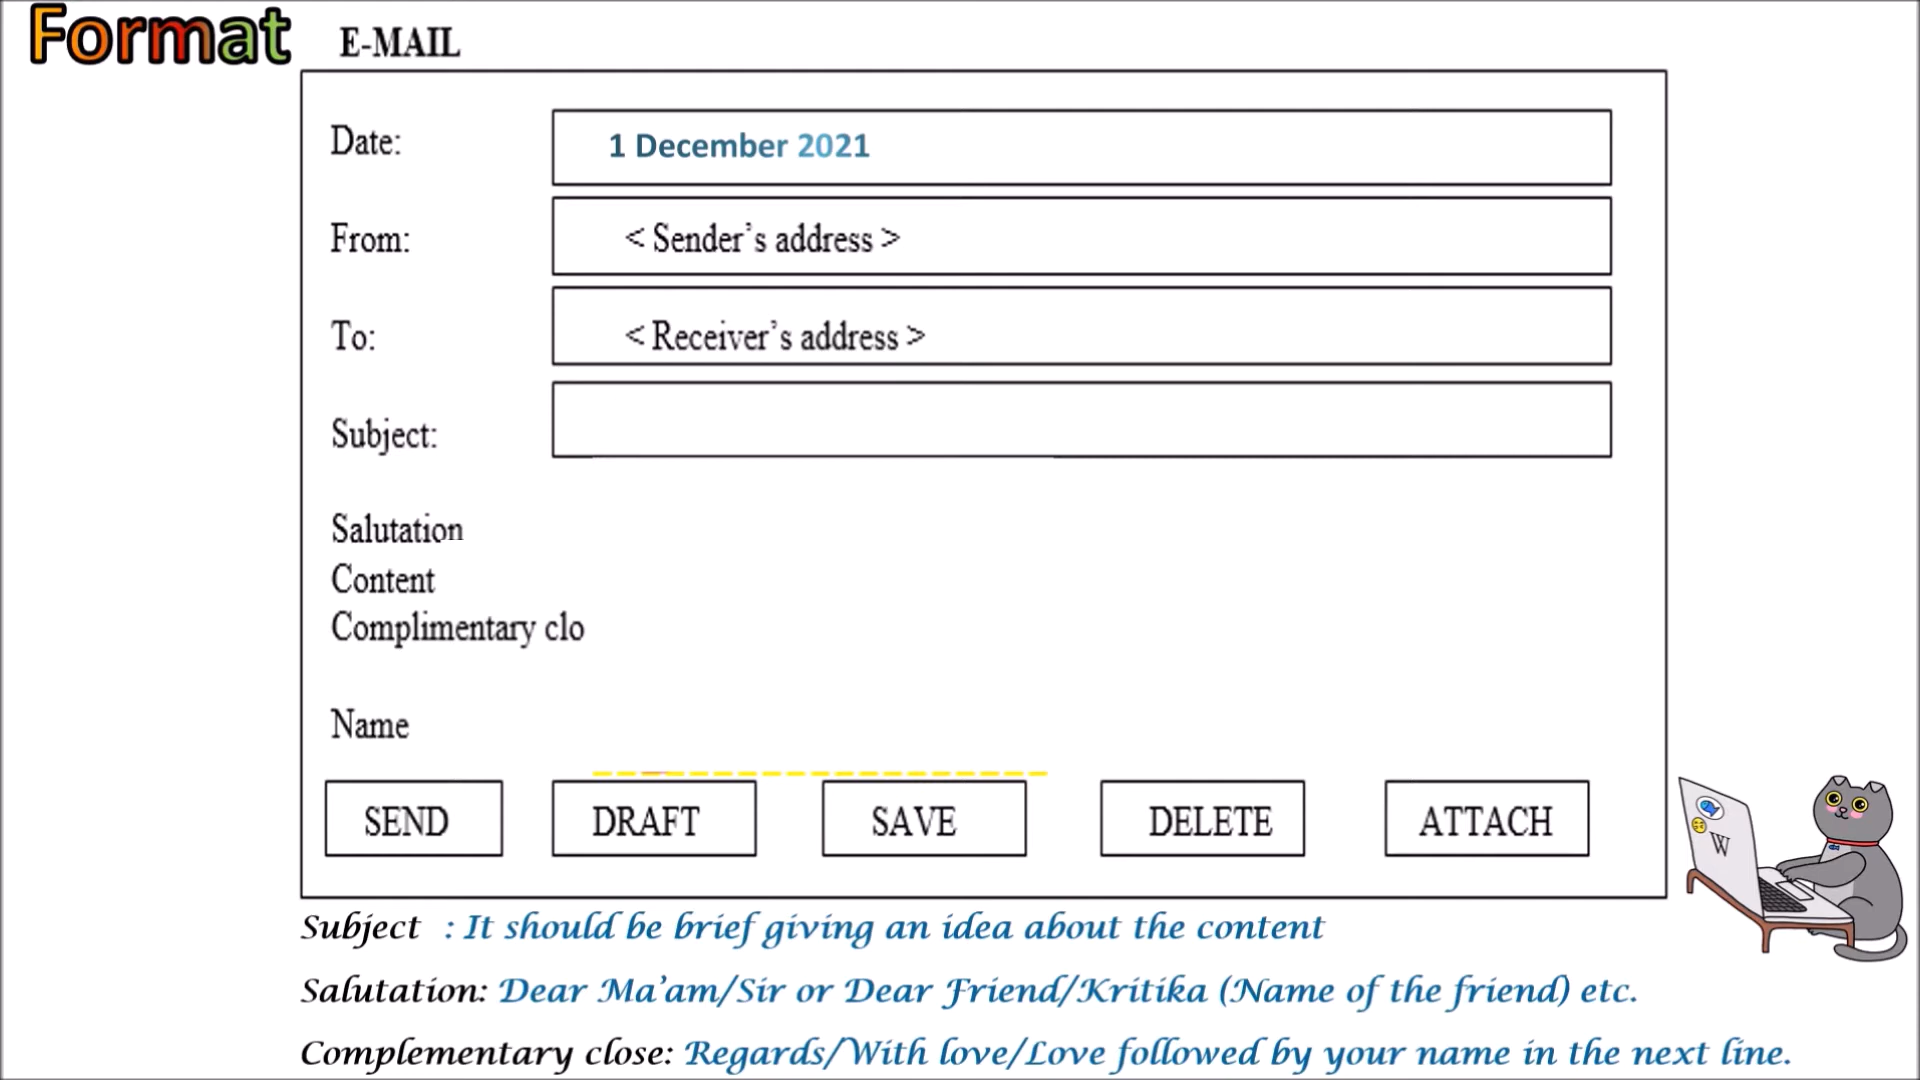 Format E-MAIL
Date: 1 December 2021
From: < Sender's address >
To: < Receiver's address >
Subject:
Salutation
Content
Complimentary clo
Name
SEND DRAFT SAVE DELETE ATTACH
W
Subject : It should be brief giving an idea about the content
Salutation: Dear Ma'am/Sir or Dear Friend/Kritika (Name of the friend) etc.
Complementary close: Regards/With love/Love followed by your name in the next line.